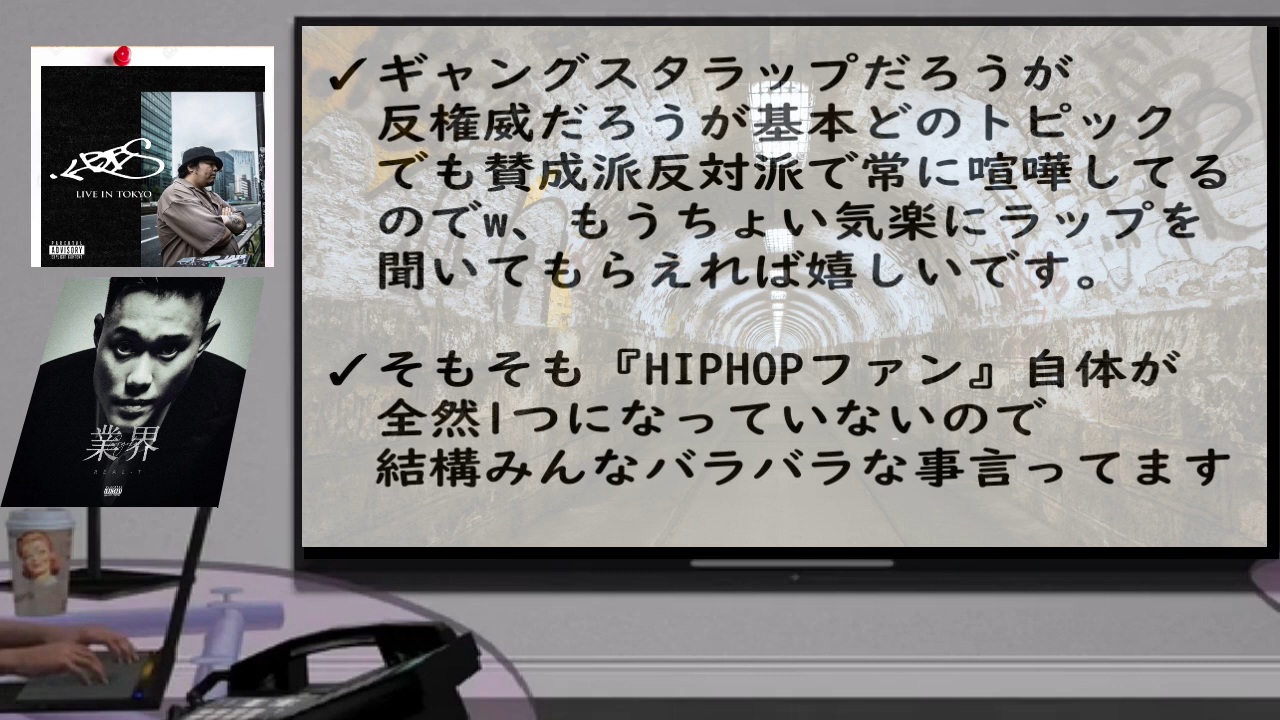 ✓ギャングスタラップだろうが
反権威だろうが基本どのトピック
でも賛成派反対派で常に喧嘩してる
のでw、もうちょい気楽にラップを
聞いてもらえれば嬉しいです。
✓そもそも『HIPHOPファン』自体が
全然1つになっていないので
結構みんなバラバラな事言ってます
LIVE IN TOKYO
PARENTAL
ADVISORY
EXPLICIT CONTENT
業界
REAL-T